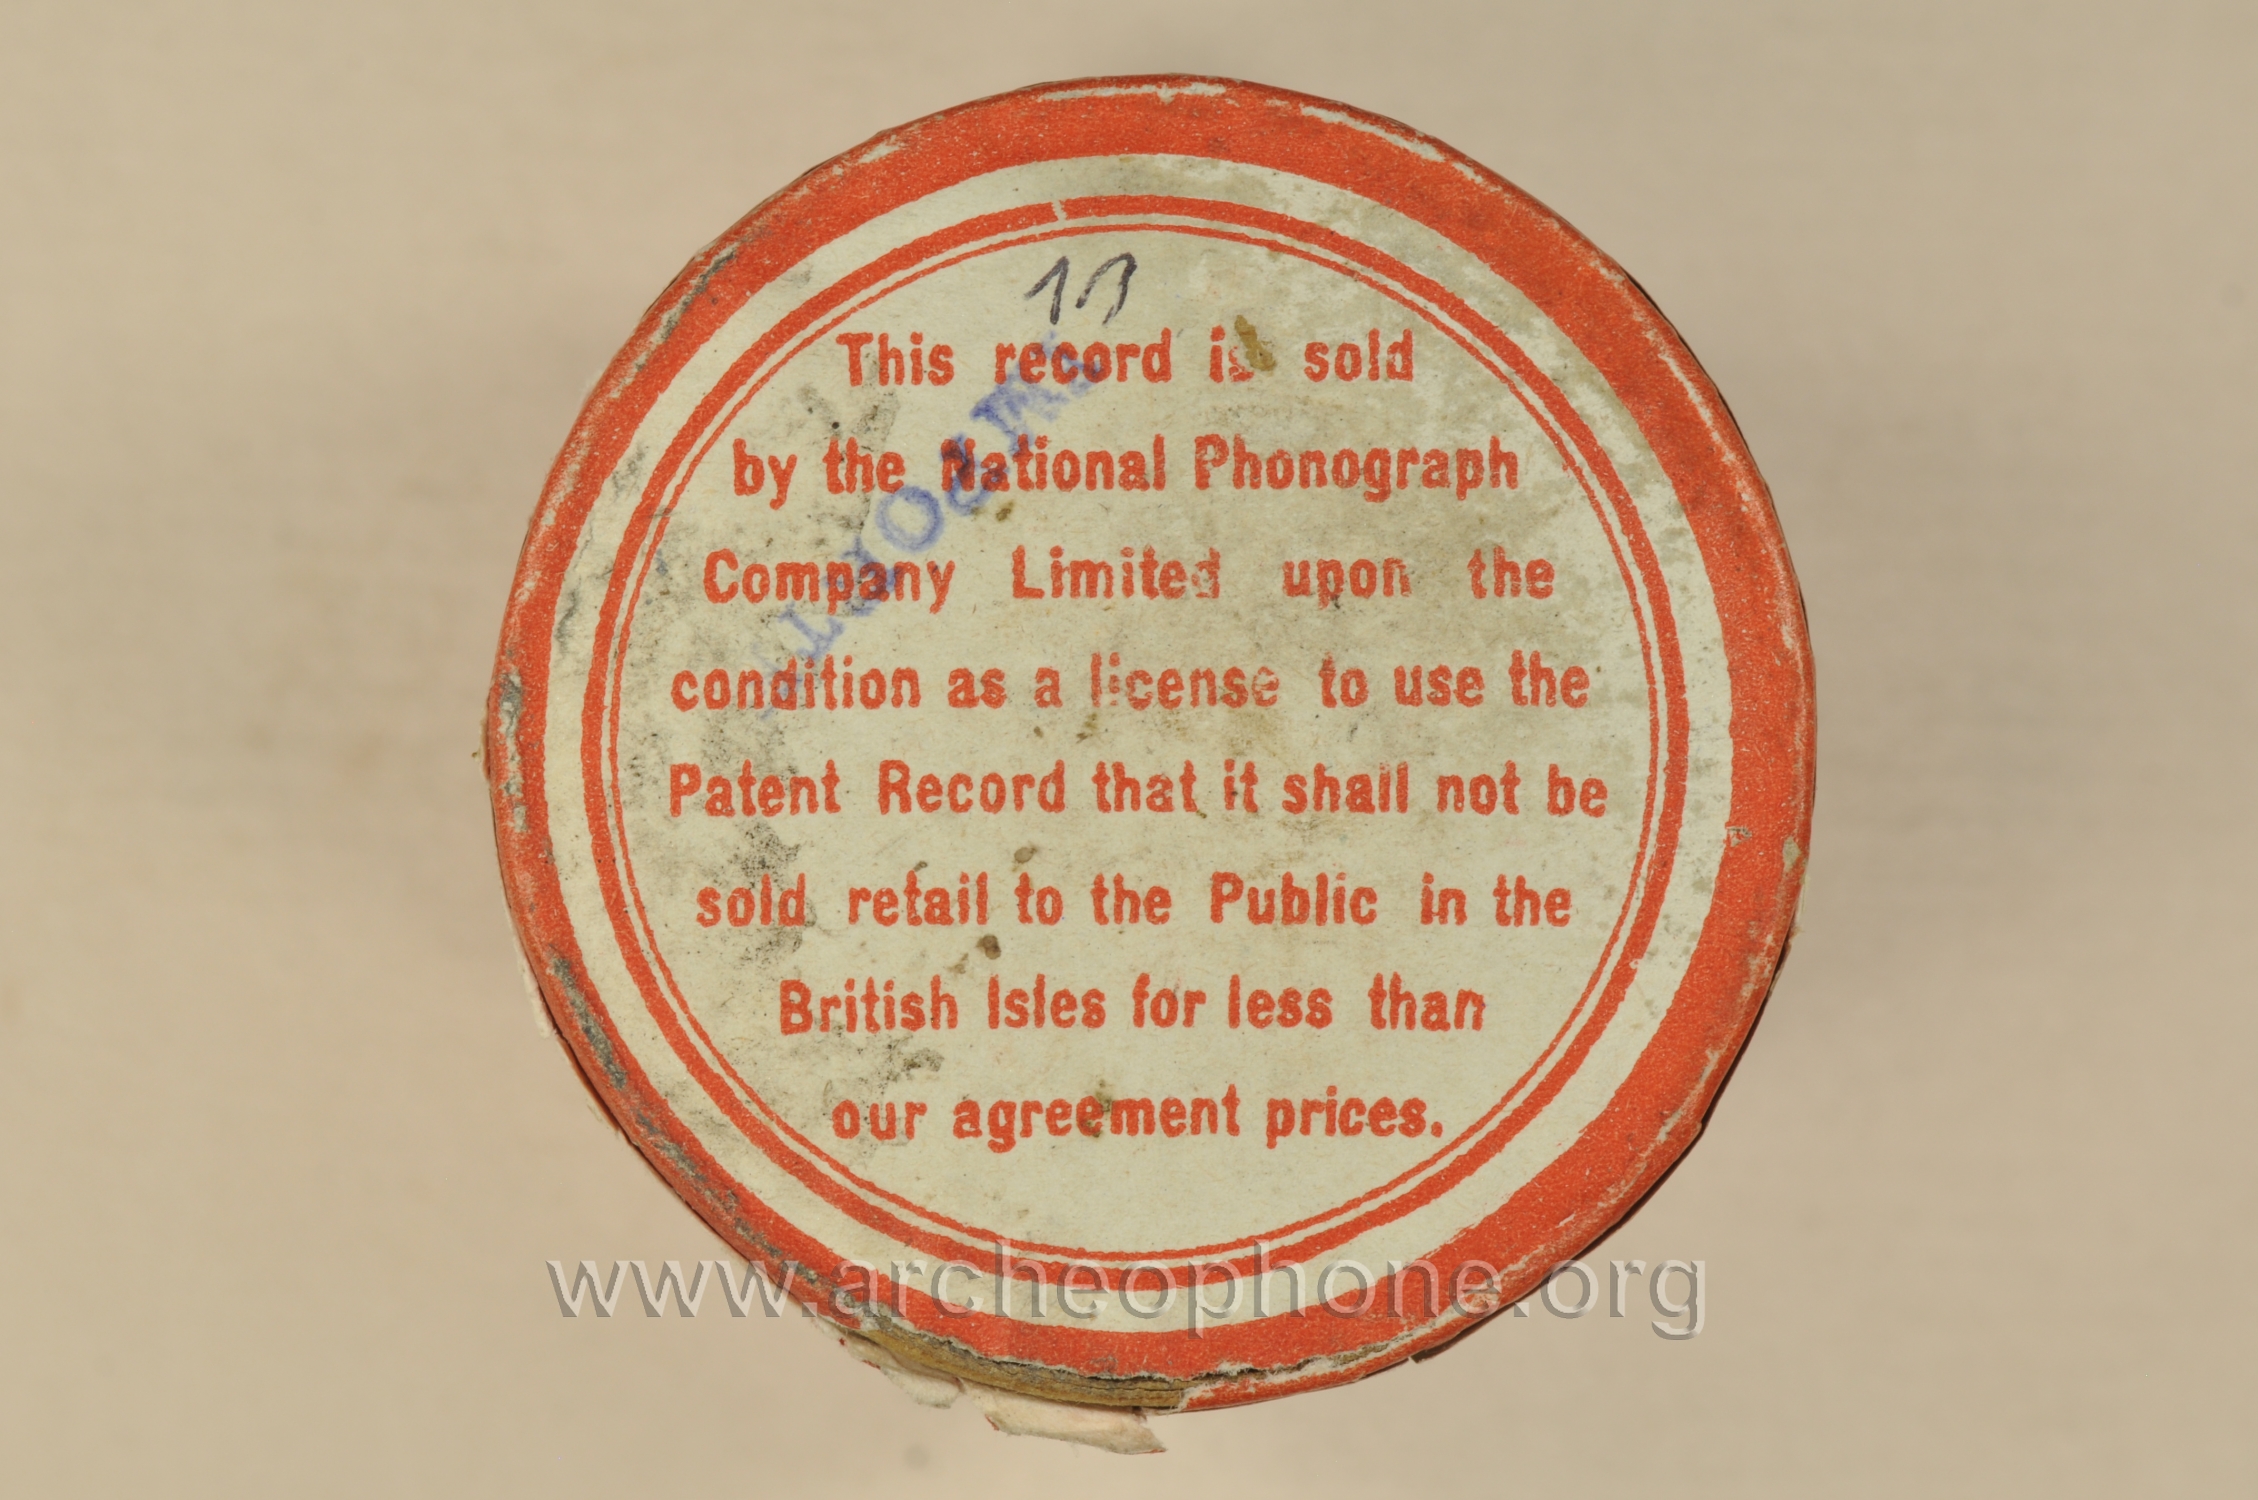 This record is sold
by the National Phonograph
Company Limited upon the
condition as a license to use the
Patent Record that it shall not be
sold retail to the Public in the
British Isles for less than
our agreement prices.
www.archeophone.org